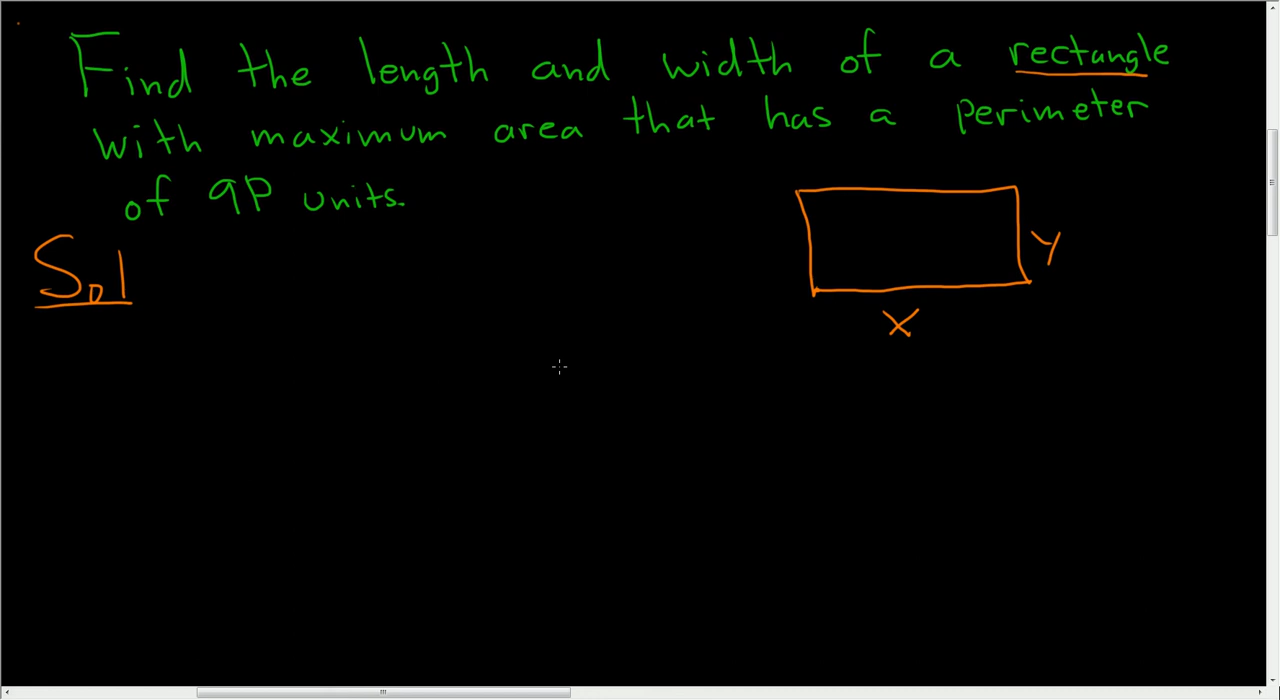 Find the length and width of a rectangle
with maximum area that has a perimeter
of 9P units.
Sol
Y
X